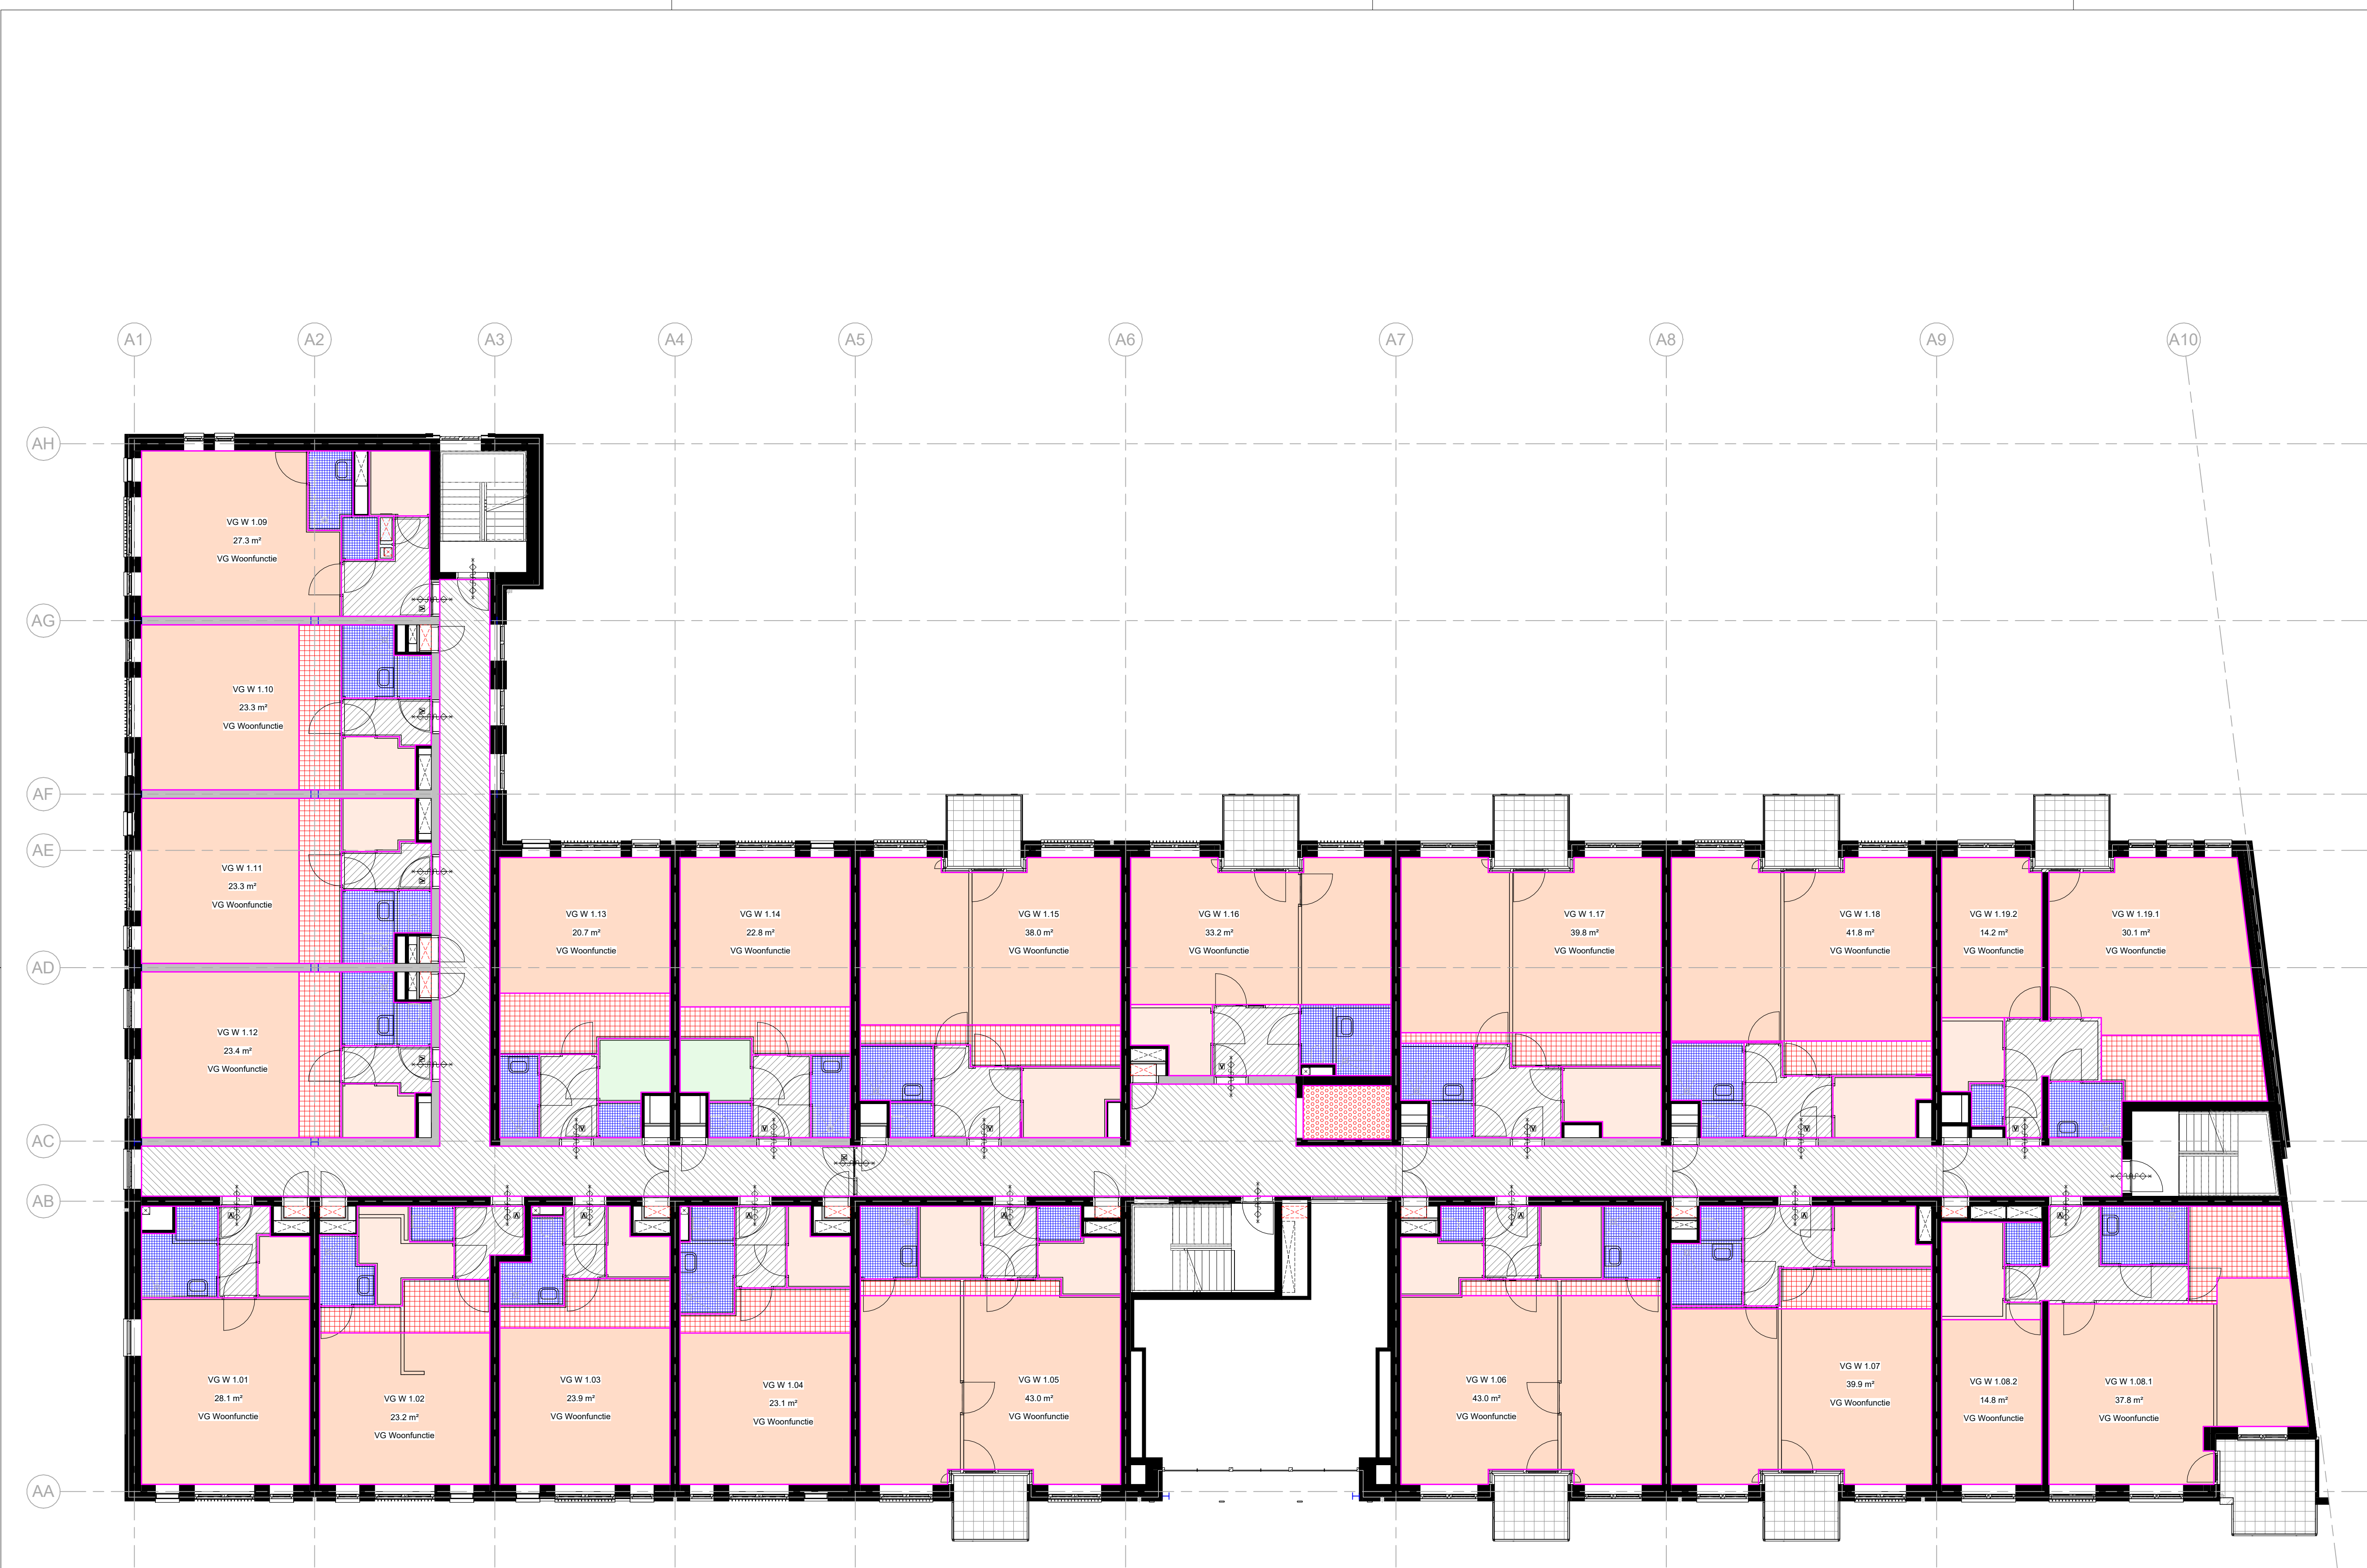 A1
A2
A3
A4
A5
A6
A7
A8
A9
A10
AH
VG W 1.09
27.3 m²
VG Woonfunctie
AG
VG W 1.10
23.3 m²
VG Woonfunctie
AF
AE
VG W 1.11
23.3 m²
VG Woonfunctie
VG W 1.13
20.7 m²
VG Woonfunctie
VG W 1.14
22.8 m²
VG Woonfunctie
VG W 1.15
38.0 m²
VG Woonfunctie
VG W 1.16
33.2 m²
VG Woonfunctie
VG W 1.17
39.8 m²
VG Woonfunctie
VG W 1.18
41.8 m²
VG Woonfunctie
VG W 1.19.2
14.2 m²
VG Woonfunctie
VG W 1.19.1
30.1 m²
VG Woonfunctie
AD
VG W 1.12
23.4 m²
VG Woonfunctie
AC
AB
VG W 1.01
28.1 m²
VG Woonfunctie
VG W 1.02
23.2 m²
VG Woonfunctie
VG W 1.03
23.9 m²
VG Woonfunctie
VG W 1.04
23.1 m²
VG Woonfunctie
VG W 1.05
43.0 m²
VG Woonfunctie
VG W 1.06
43.0 m²
VG Woonfunctie
VG W 1.07
39.9 m²
VG Woonfunctie
VG W 1.08.2
14.8 m²
VG Woonfunctie
VG W 1.08.1
37.8 m²
VG Woonfunctie
AA